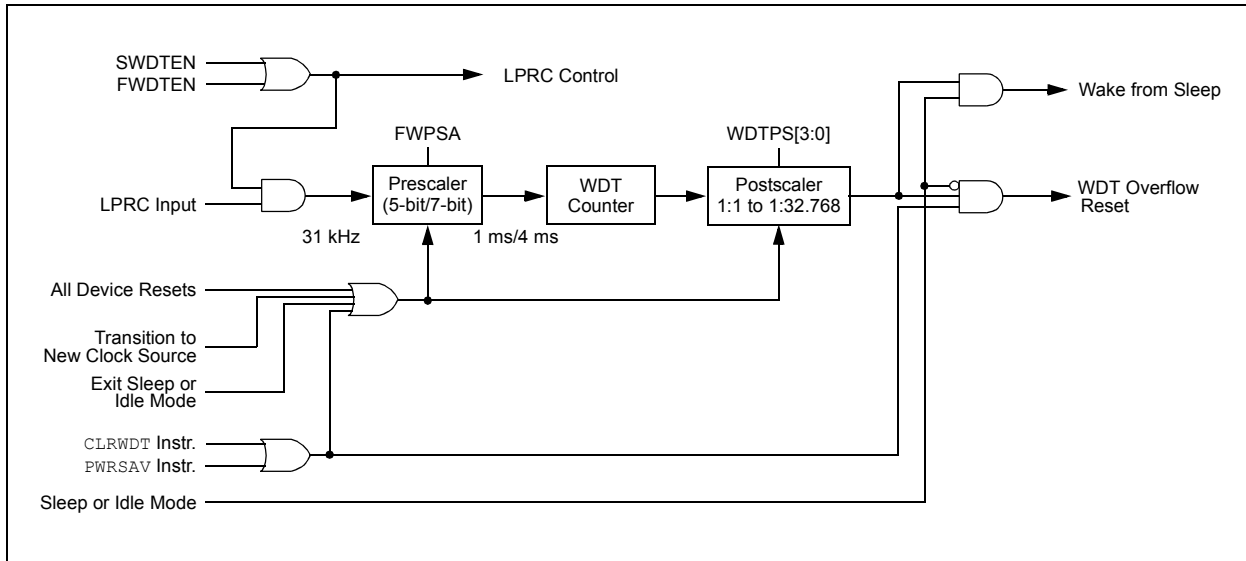 SWDTEN
FWDTEN
LPRC Control
Wake from Sleep
FWPSA
WDTPS[3:0]
Prescaler
(5-bit/7-bit)
WDT
Counter
Postscaler
1:1 to 1:32.768
WDT Overflow
Reset
LPRC Input
31 kHz
1 ms/4 ms
All Device Resets
Transition to
New Clock Source
Exit Sleep or
Idle Mode
CLRWDT Instr.
PWRSAV Instr.
Sleep or Idle Mode